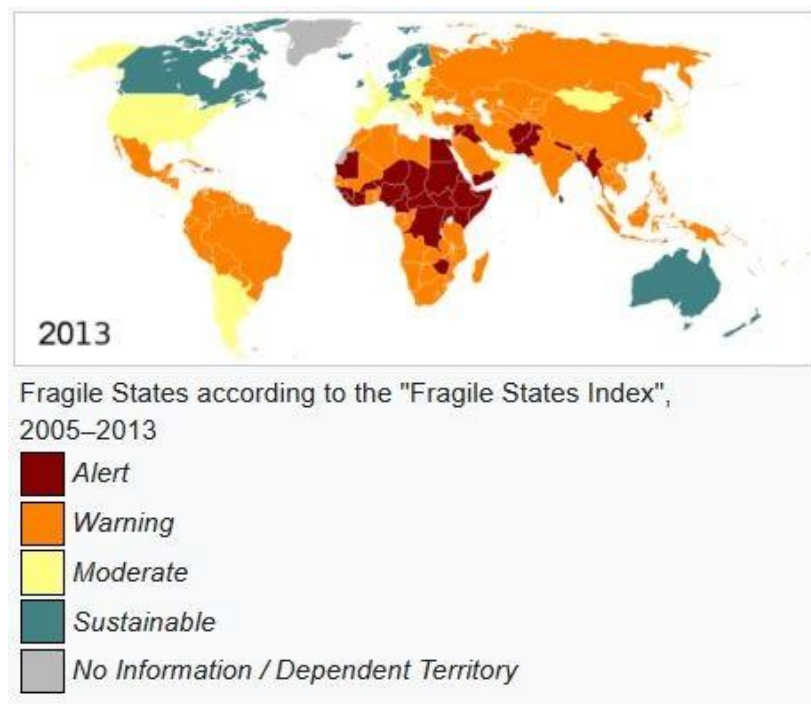 2013
Fragile States according to the "Fragile States Index",
2005–2013
Alert
Warning
Moderate
Sustainable
No Information / Dependent Territory